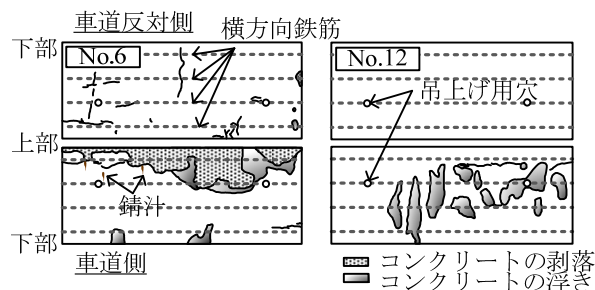 車道反対側
横方向鉄筋
下部
No.6
No.12
吊上げ用穴
上部
錆汁
下部
車道側
コンクリートの剥落
コンクリートの浮き